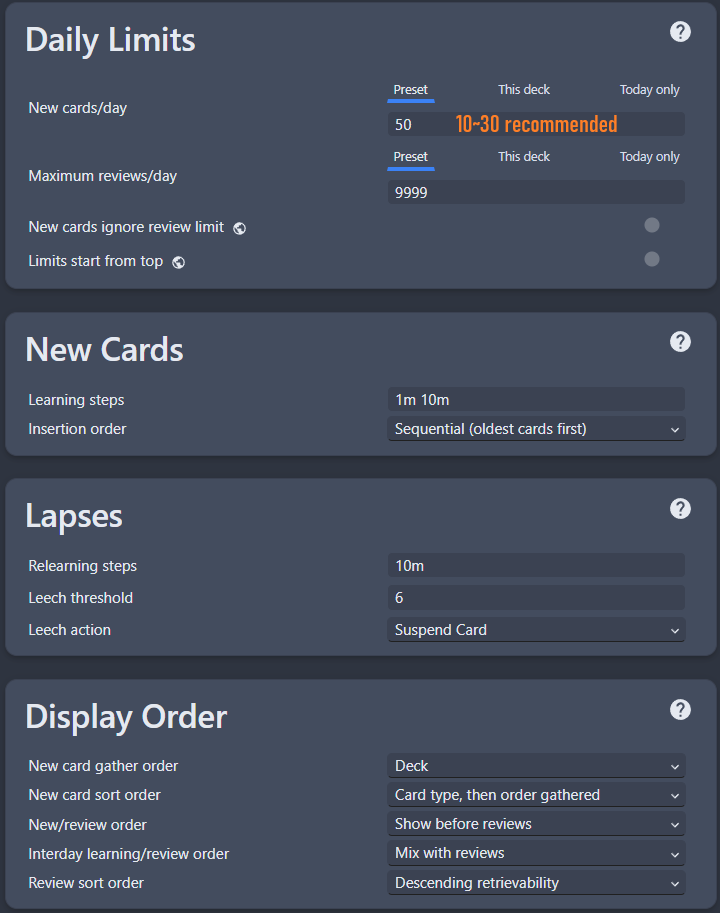 Daily Limits
Preset This deck Today only
New cards/day
50 10~30 recommended
Preset This deck Today only
Maximum reviews/day
9999
New cards ignore review limit
Limits start from top
New Cards
Learning steps 1m 10m
Insertion order Sequential (oldest cards first)
Lapses
Relearning steps 10m
Leech threshold 6
Leech action Suspend Card
Display Order
New card gather order Deck
New card sort order Card type, then order gathered
New/review order Show before reviews
Interday learning/review order Mix with reviews
Review sort order Descending retrievability